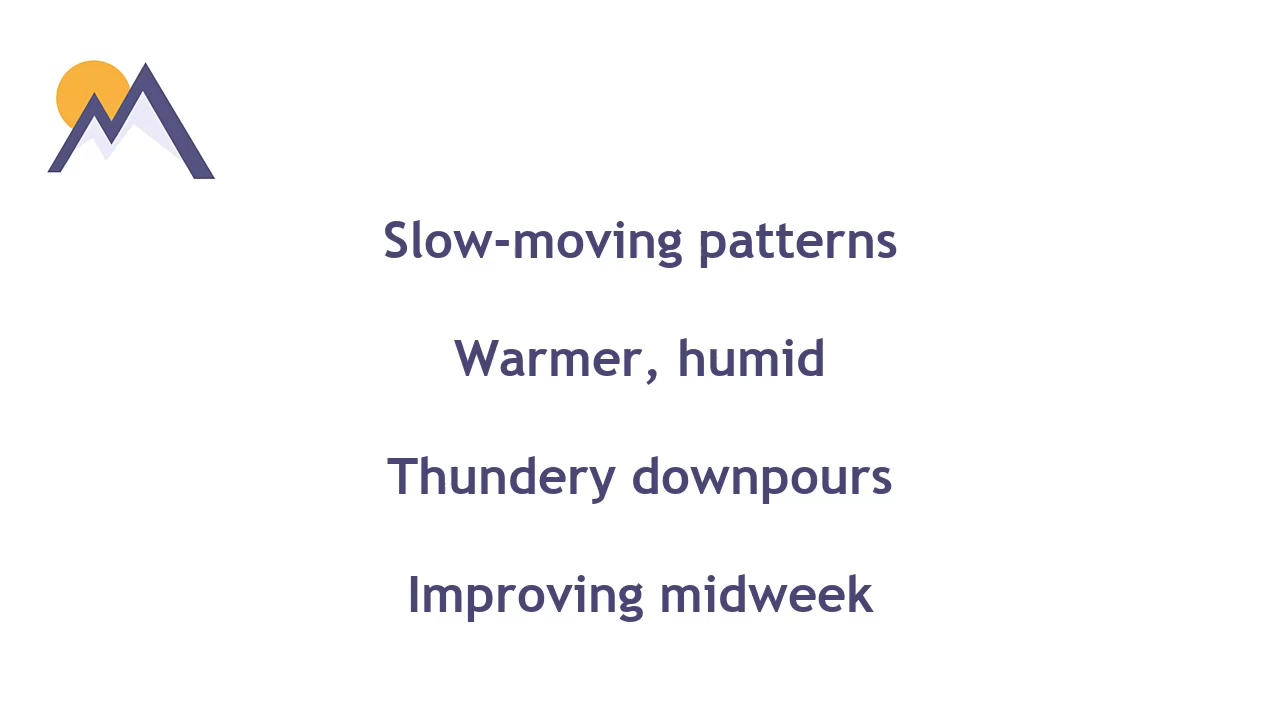 Slow-moving patterns
Warmer, humid
Thundery downpours
Improving midweek